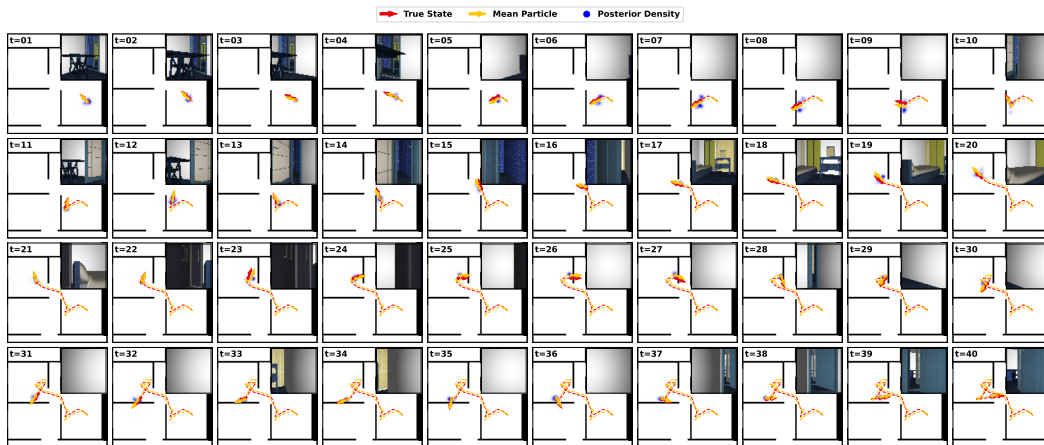 True State Mean Particle Posterior Density
t=01 t=02 t=03 t=04 t=05 t=06 t=07 t=08 t=09 t=10
t=11 t=12 t=13 t=14 t=15 t=16 t=17 t=18 t=19 t=20
t=21 t=22 t=23 t=24 t=25 t=26 t=27 t=28 t=29 t=30
t=31 t=32 t=33 t=34 t=35 t=36 t=37 t=38 t=39 t=40